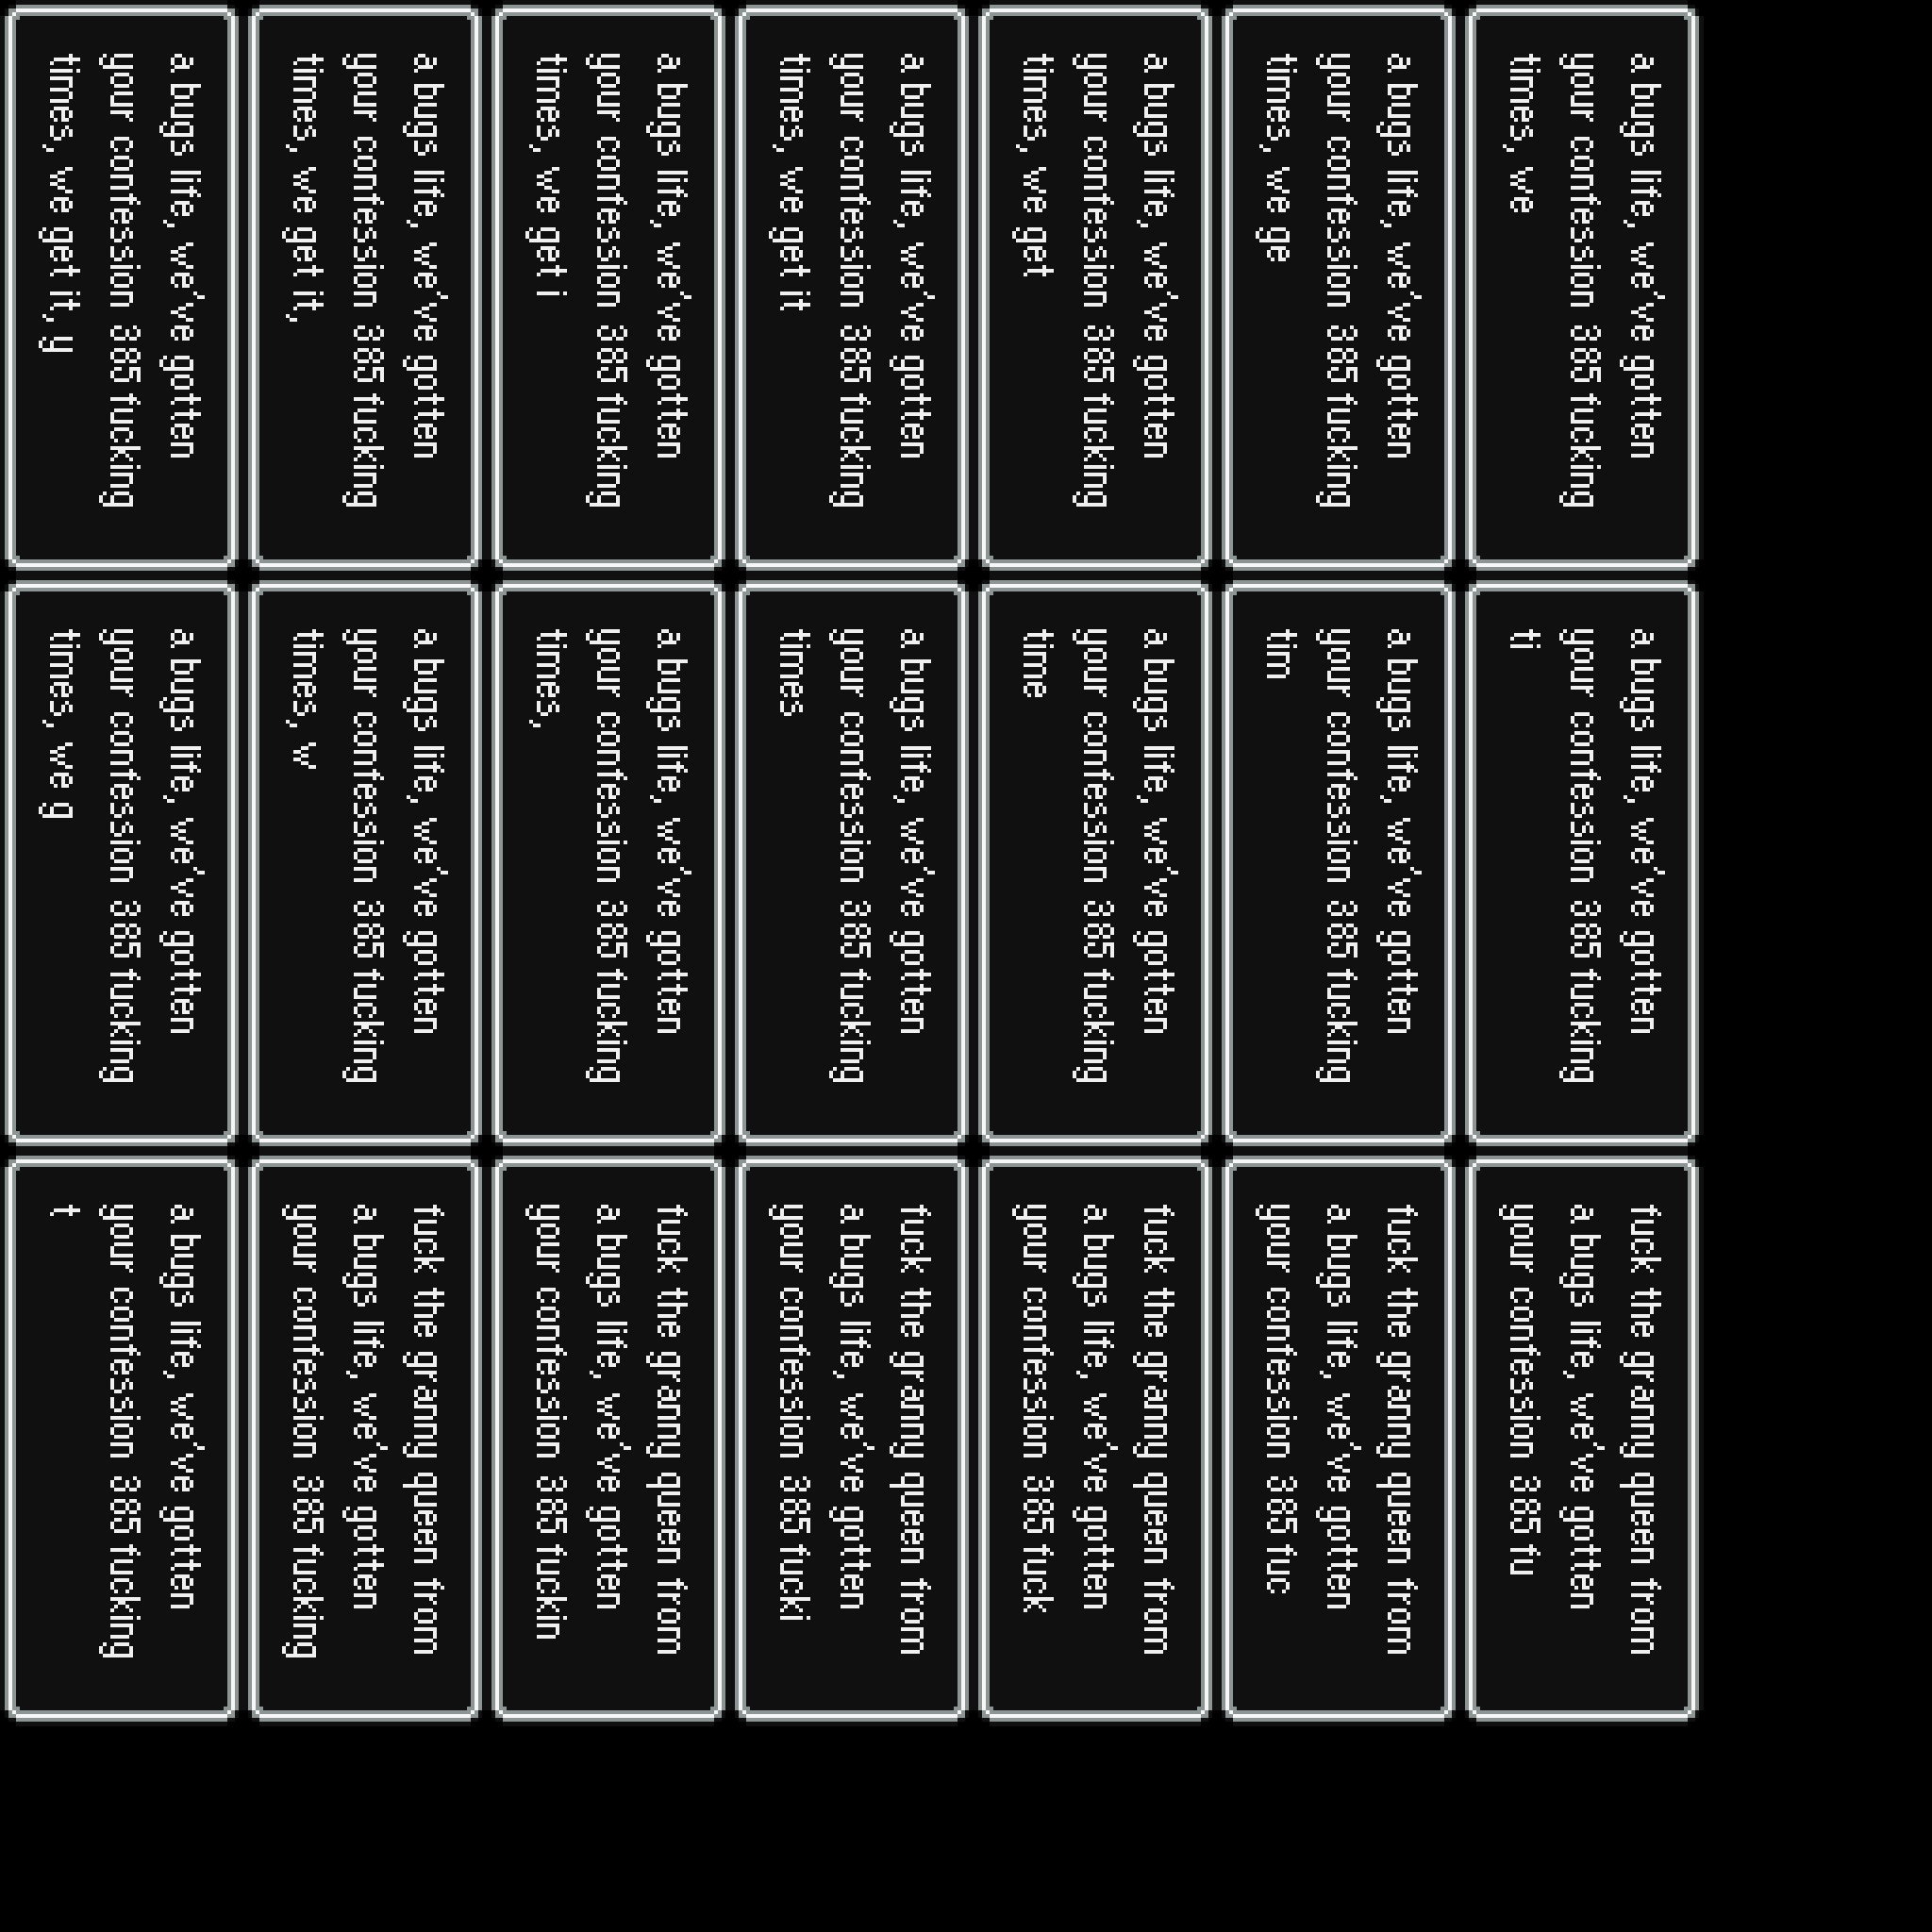 a bugs life, we've gotten
your confession 385 fucking
times, we
a bugs life, we've gotten
your confession 385 fucking
ti
fuck the granny queen from
a bugs life, we've gotten
your confession 385 fu
a bugs life, we've gotten
your confession 385 fucking
times, we ge
a bugs life, we've gotten
your confession 385 fucking
tim
fuck the granny queen from
a bugs life, we've gotten
your confession 385 fuc
a bugs life, we've gotten
your confession 385 fucking
times, we get
a bugs life, we've gotten
your confession 385 fucking
time
fuck the granny queen from
a bugs life, we've gotten
your confession 385 fuck
a bugs life, we've gotten
your confession 385 fucking
times, we get it
a bugs life, we've gotten
your confession 385 fucking
times
fuck the granny queen from
a bugs life, we've gotten
your confession 385 fucki
a bugs life, we've gotten
your confession 385 fucking
times, we get i
a bugs life, we've gotten
your confession 385 fucking
times,
fuck the granny queen from
a bugs life, we've gotten
your confession 385 fuckin
a bugs life, we've gotten
your confession 385 fucking
times, we get it,
a bugs life, we've gotten
your confession 385 fucking
times, w
fuck the granny queen from
a bugs life, we've gotten
your confession 385 fucking
a bugs life, we've gotten
your confession 385 fucking
times, we get it, y
a bugs life, we've gotten
your confession 385 fucking
times, we g
a bugs life, we've gotten
your confession 385 fucking
t